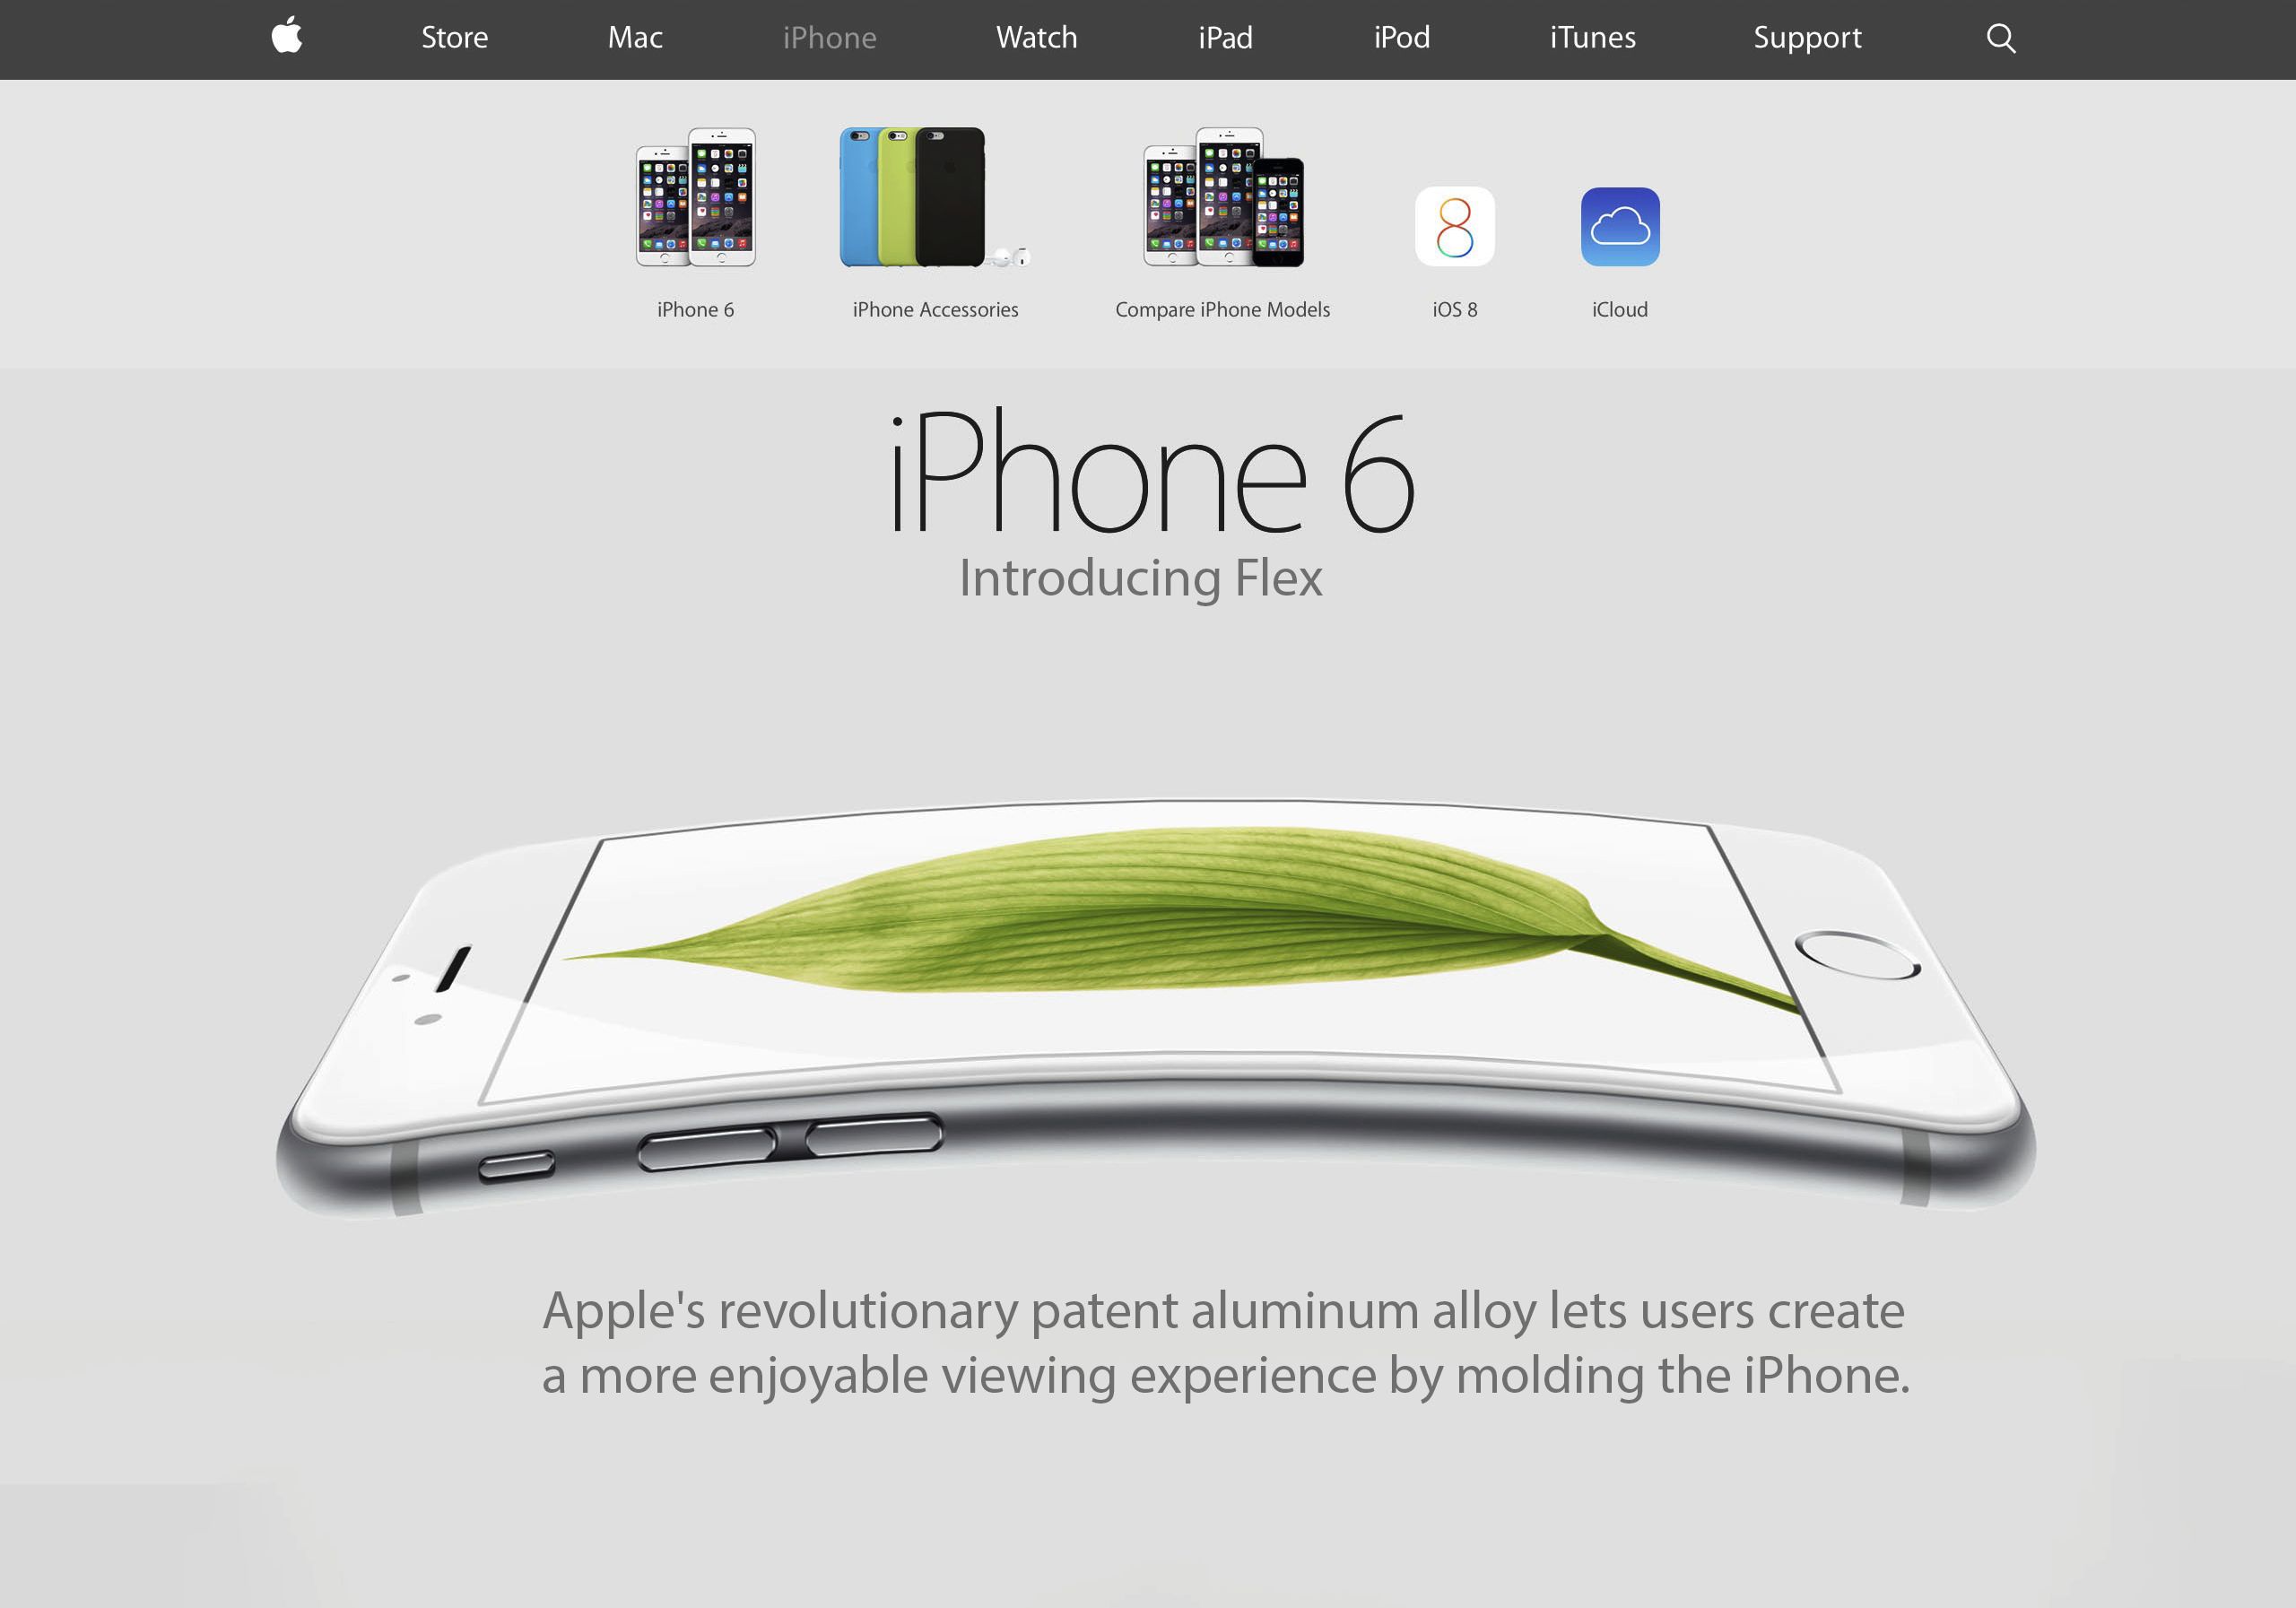 Store Mac iPhone Watch iPad iPod iTunes Support
iPhone 6 iPhone Accessories Compare iPhone Models iOS 8 iCloud
iPhone 6
Introducing Flex
Apple's revolutionary patent aluminum alloy lets users create
a more enjoyable viewing experience by molding the iPhone.